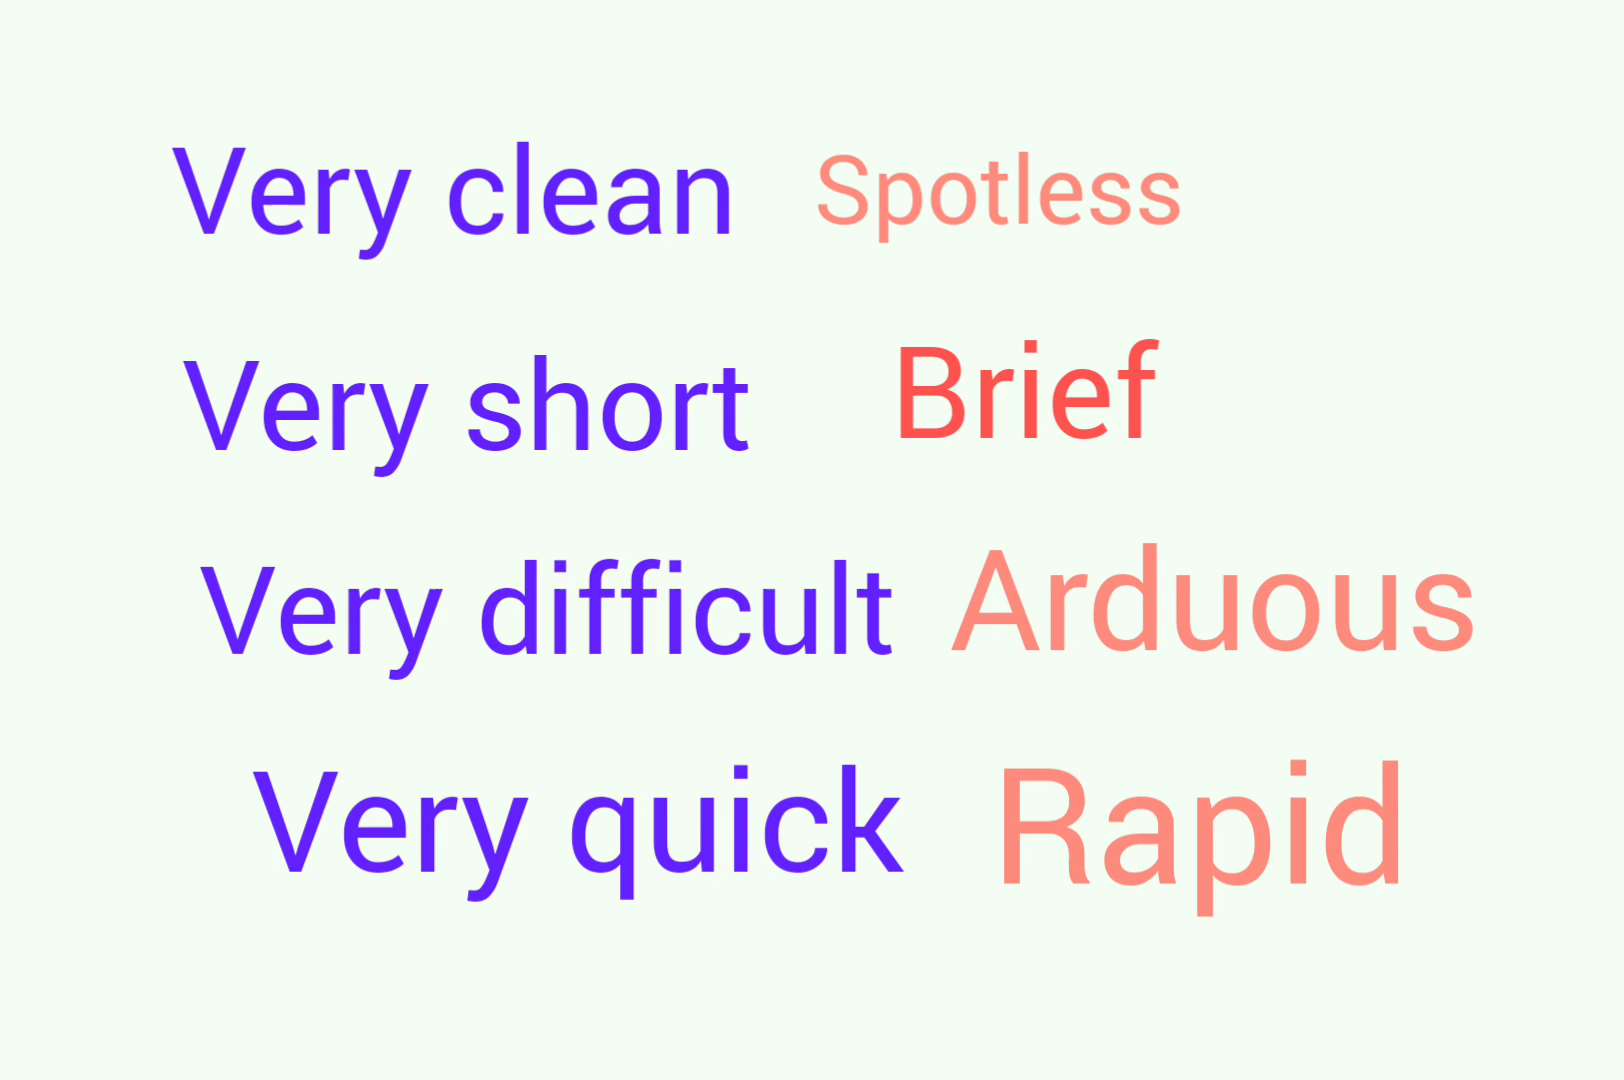 Very clean Spotless
Very short Brief
Very difficult Arduous
Very quick Rapid